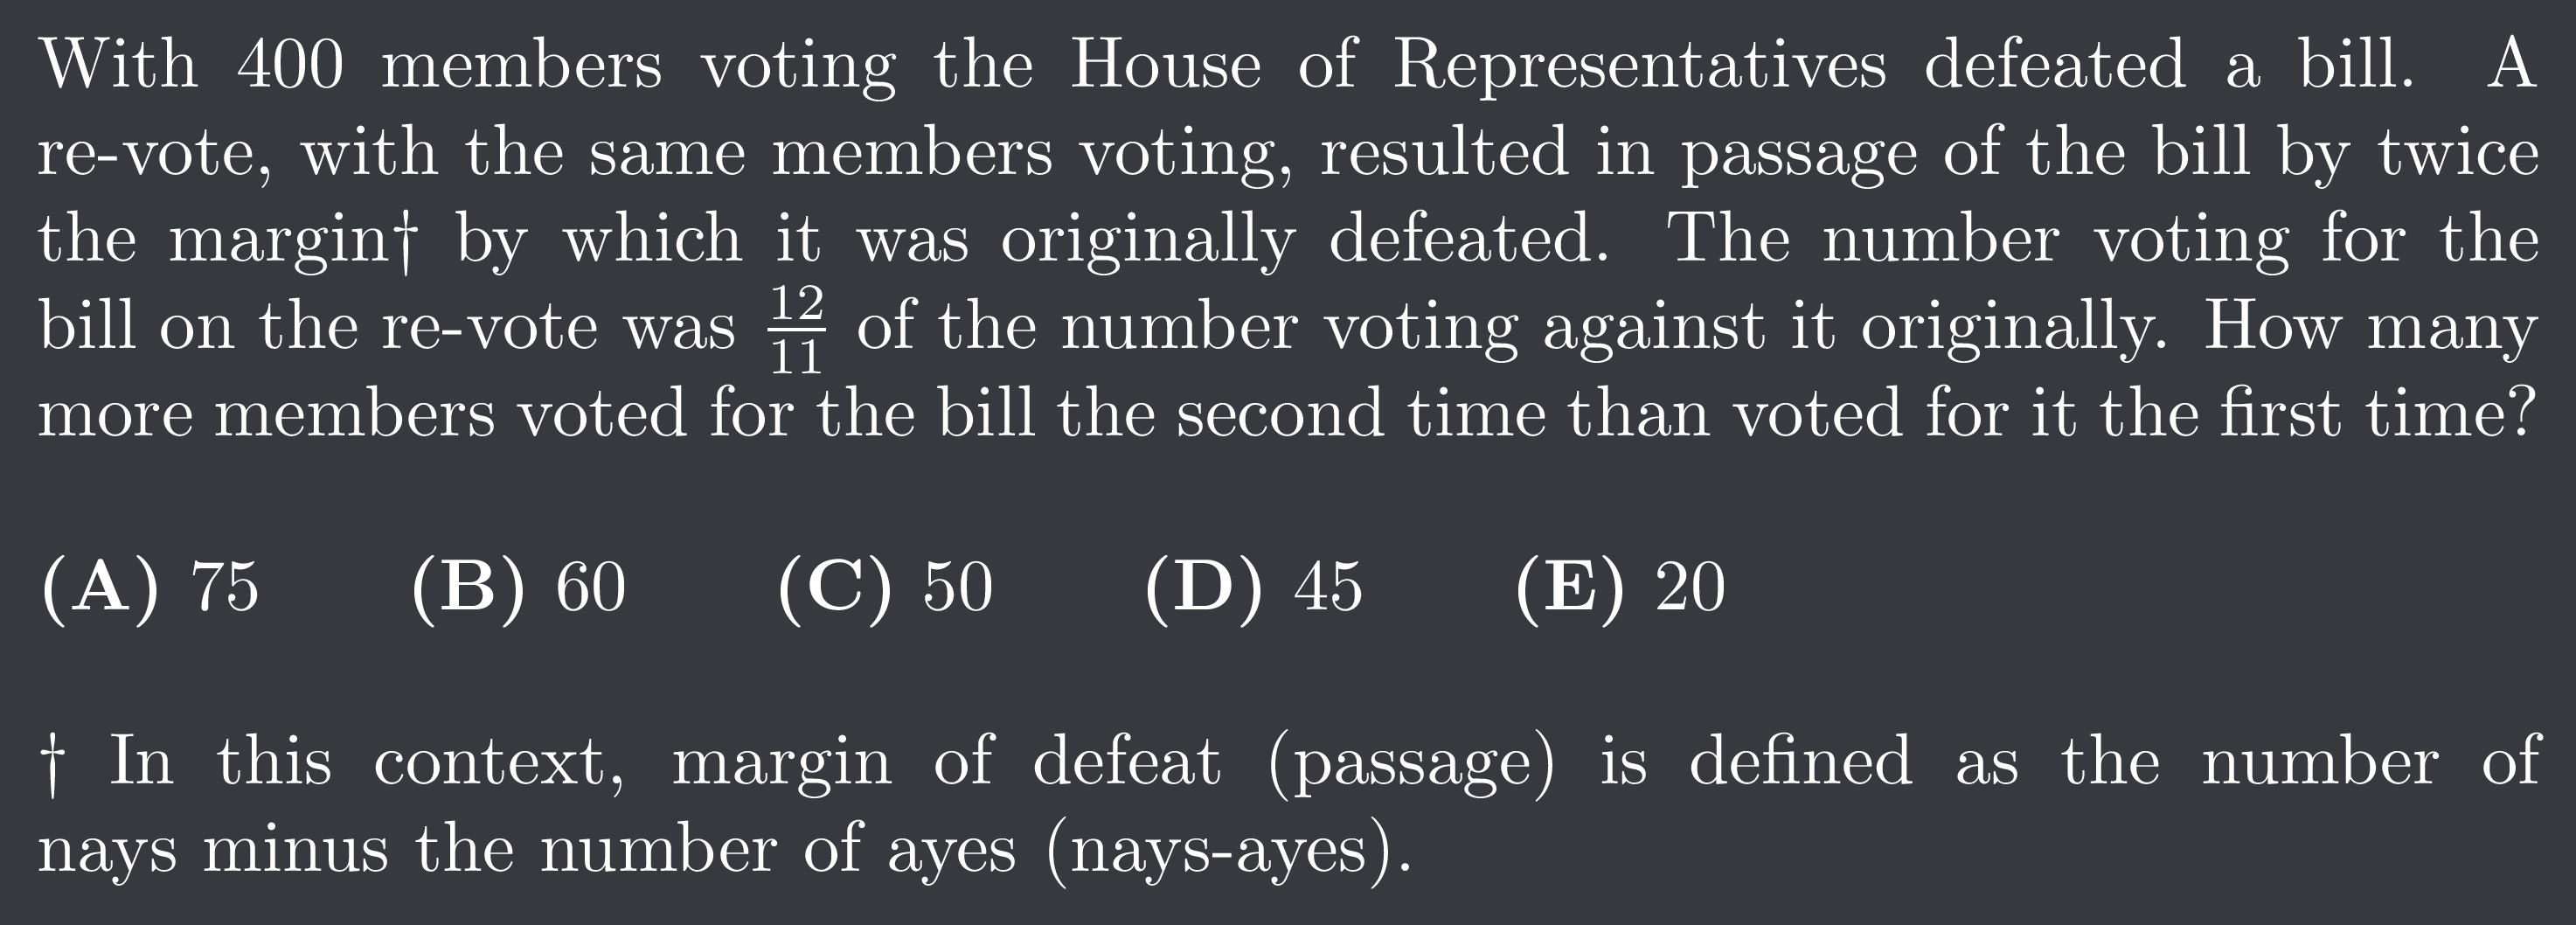 With 400 members voting the House of Representatives defeated a bill. A
re-vote, with the same members voting, resulted in passage of the bill by twice
the margin† by which it was originally defeated. The number voting for the
bill on the re-vote was $\frac{12}{11}$ of the number voting against it originally. How many
more members voted for the bill the second time than voted for it the first time?
(A) 75 (B) 60 (C) 50 (D) 45 (E) 20
† In this context, margin of defeat (passage) is defined as the number of
nays minus the number of ayes (nays-ayes).